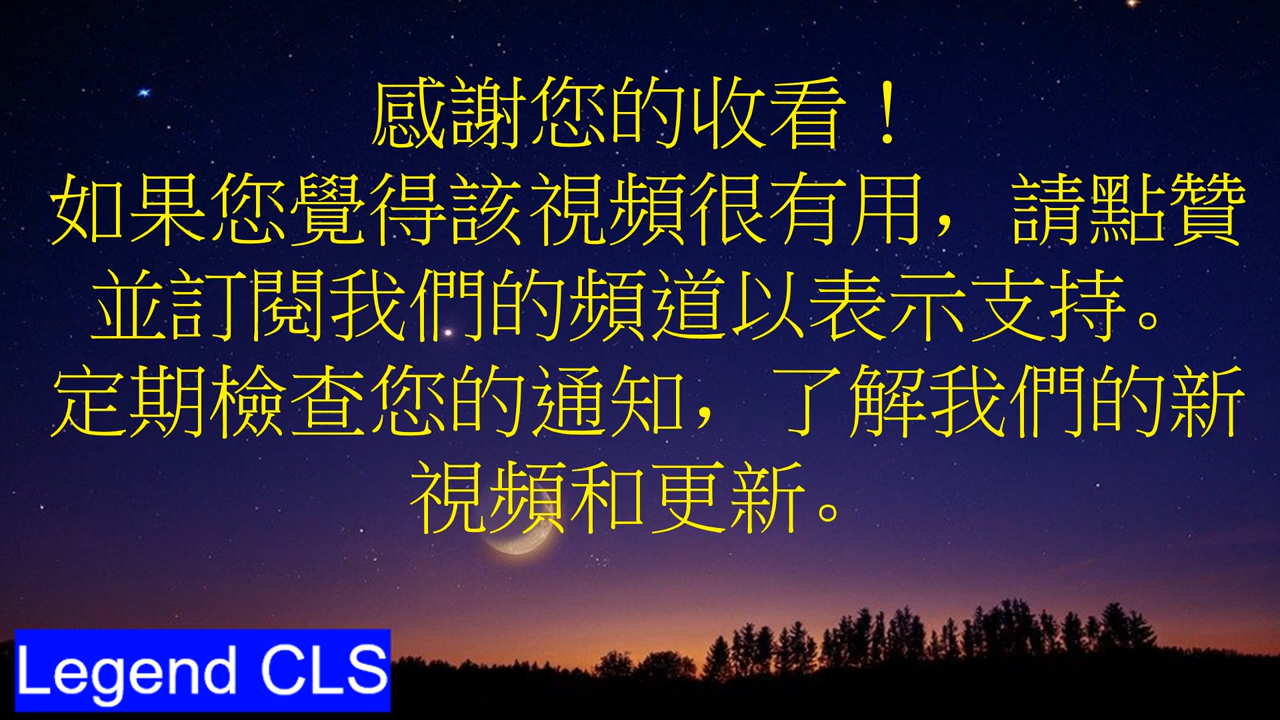 感謝您的收看！
如果您覺得該視頻很有用，請點贊
並訂閱我們的頻道以表示支持。
定期檢查您的通知，了解我們的新
視頻和更新。
Legend CLS